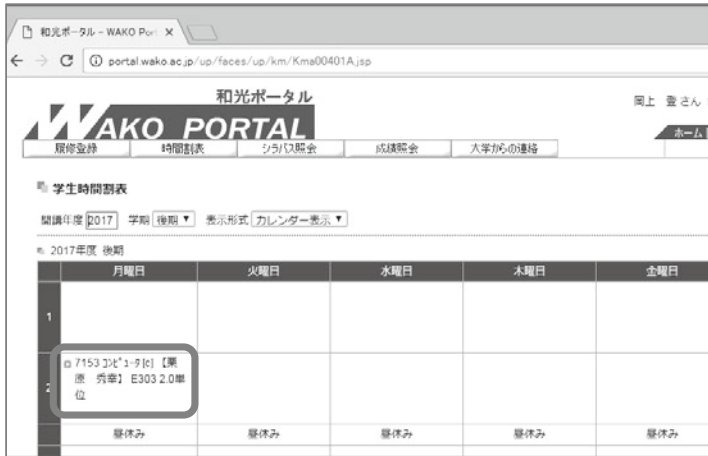 和光ポータル - WAKO Port
portal.wako.ac.jp/up/faces/up/km/Kma00401A.jsp
和光ポータル
WAKO PORTAL
岡上 登さん
ホーム
履修登録 時間割表 シラバス照会 成績照会 大学からの連絡
学生時間割表
開講年度 2017 学期 後期 ▼ 表示形式 カレンダー表示 ▼
2017年度 後期
月曜日 火曜日 水曜日 木曜日 金曜日
1
2
7153 コンピュータ[c] 【栗
原 秀幸】 E303 2.0単
位
昼休み 昼休み 昼休み 昼休み 昼休み